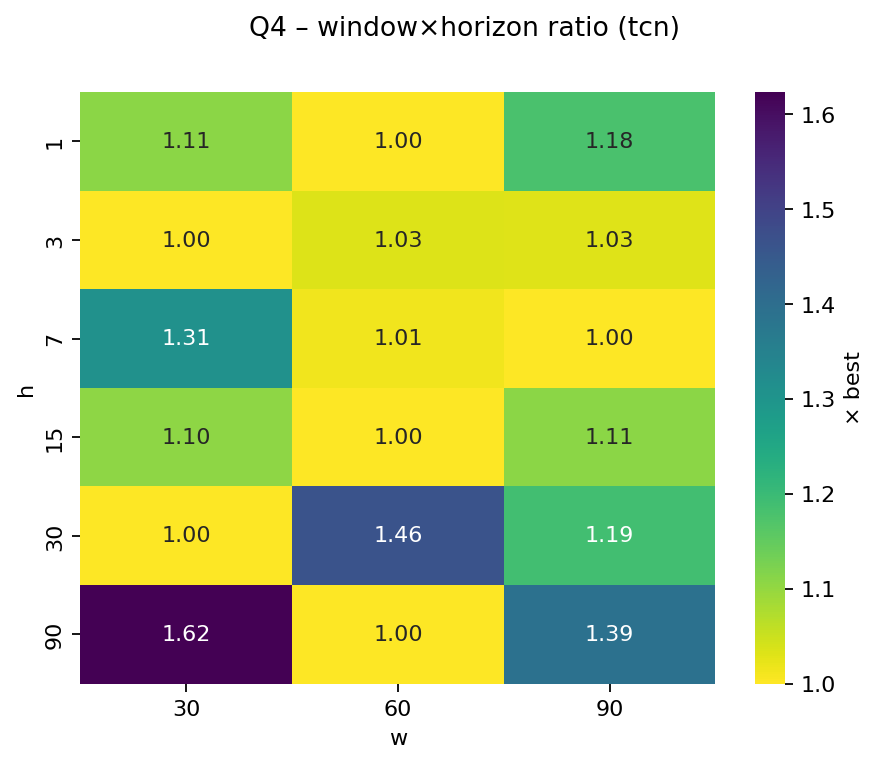 Q4 – window×horizon ratio (tcn)
1 1.11 1.00 1.18
3 1.00 1.03 1.03
7 1.31 1.01 1.00
15 1.10 1.00 1.11
30 1.00 1.46 1.19
90 1.62 1.00 1.39
h
30 60 90
w
1.6
1.5
1.4
1.3
1.2
1.1
1.0
× best